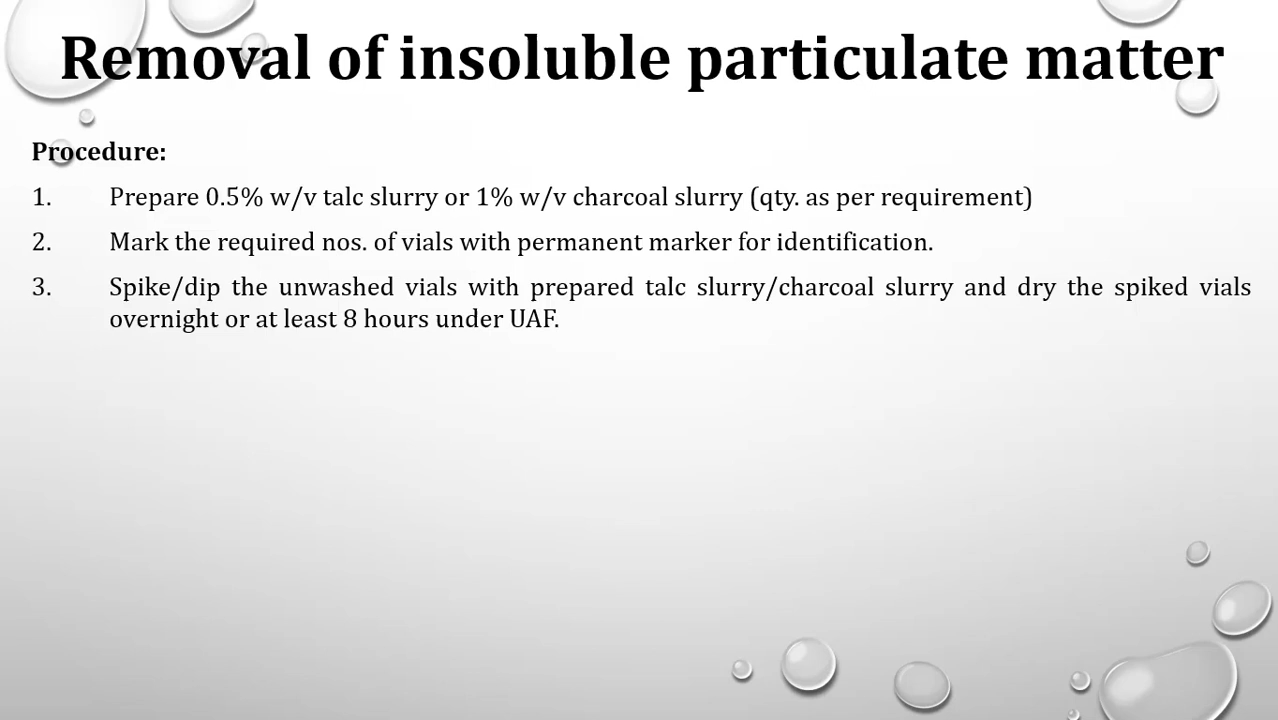 Removal of insoluble particulate matter
Procedure:
1. Prepare 0.5% w/v talc slurry or 1% w/v charcoal slurry (qty. as per requirement)
2. Mark the required nos. of vials with permanent marker for identification.
3. Spike/dip the unwashed vials with prepared talc slurry/charcoal slurry and dry the spiked vials
overnight or at least 8 hours under UAF.